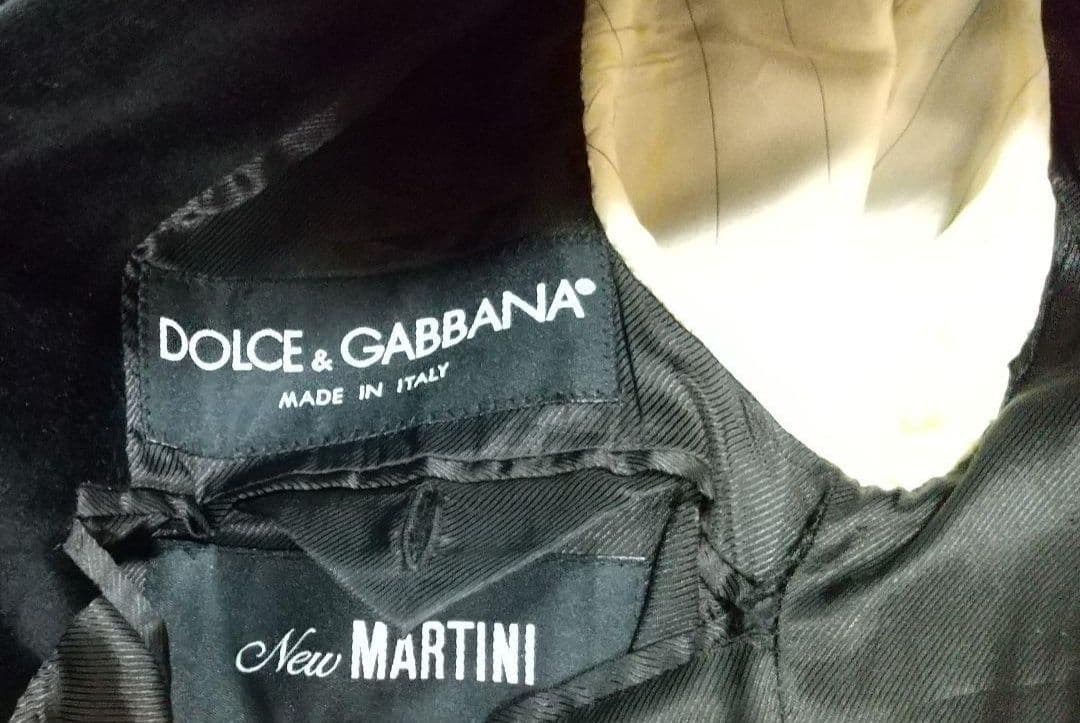 DOLCE & GABBANA
MADE IN ITALY
New MARTINI